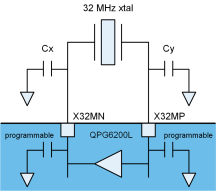 32 MHz xtal
Cx
Cy
X32MN
X32MP
programmable
QPG6200L
programmable